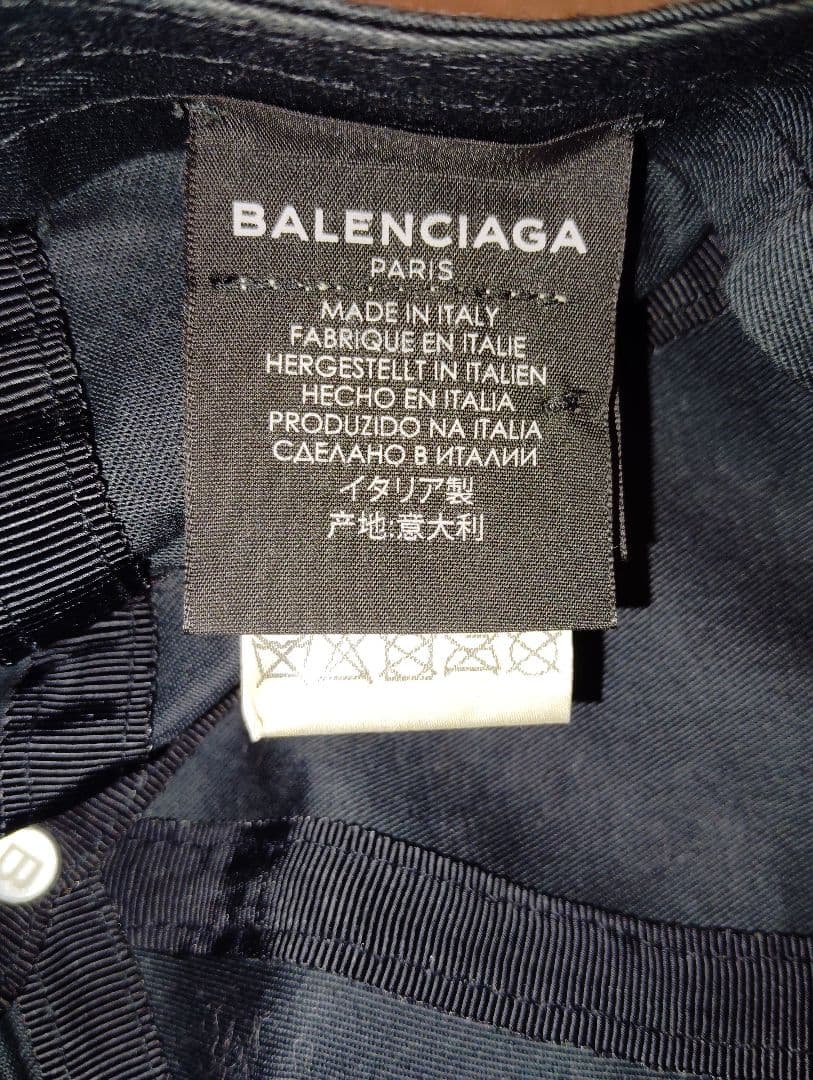 BALENCIAGA
PARIS
MADE IN ITALY
FABRIQUE EN ITALIE
HERGESTELLT IN ITALIEN
HECHO EN ITALIA
PRODUZIDO NA ITALIA
СДЕЛАНО В ИТАЛИИ
イタリア製
产地:意大利
B